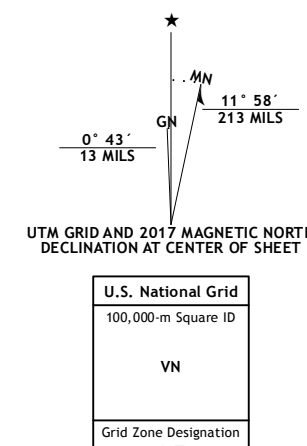 ★
MN
GN
11° 58´
213 MILS
0° 43´
13 MILS
UTM GRID AND 2017 MAGNETIC NORTH
DECLINATION AT CENTER OF SHEET
U.S. National Grid
100,000-m Square ID
VN
Grid Zone Designation